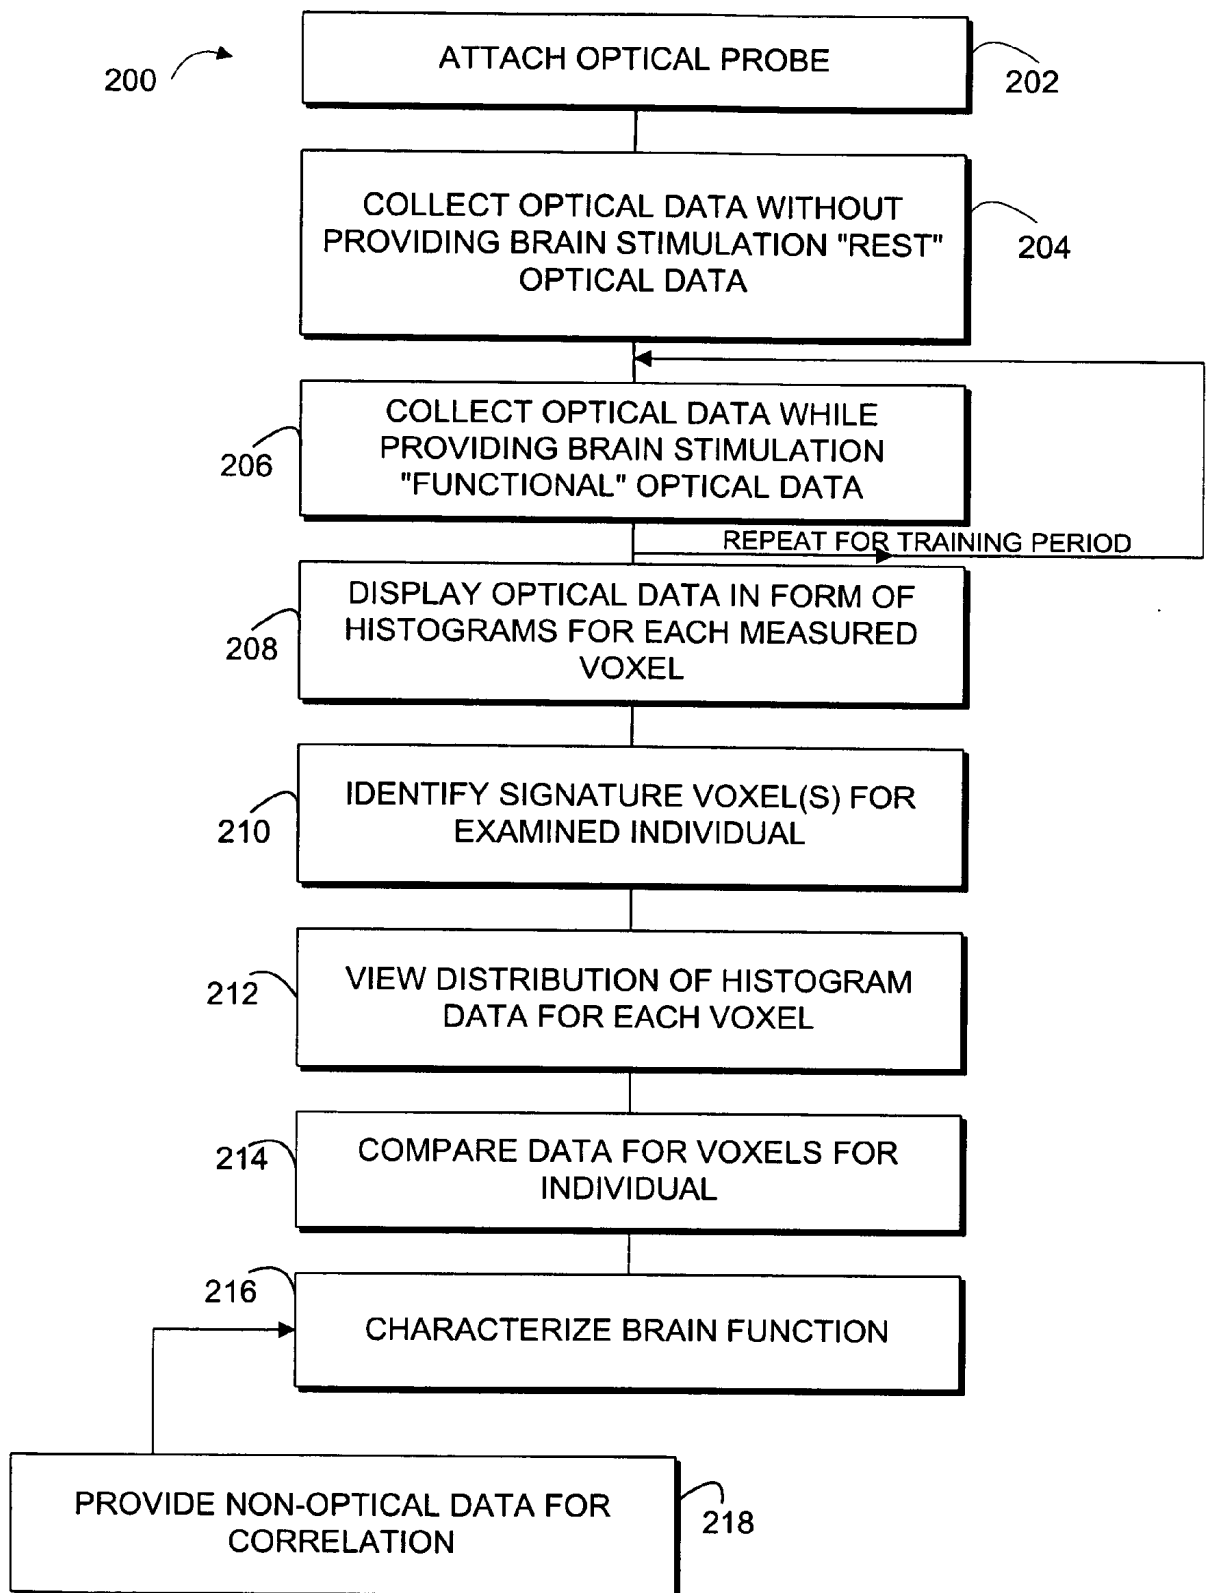 200
ATTACH OPTICAL PROBE
202
COLLECT OPTICAL DATA WITHOUT
PROVIDING BRAIN STIMULATION "REST"
OPTICAL DATA
204
COLLECT OPTICAL DATA WHILE
PROVIDING BRAIN STIMULATION
"FUNCTIONAL" OPTICAL DATA
206
REPEAT FOR TRAINING PERIOD
DISPLAY OPTICAL DATA IN FORM OF
HISTOGRAMS FOR EACH MEASURED
VOXEL
208
IDENTIFY SIGNATURE VOXEL(S) FOR
EXAMINED INDIVIDUAL
210
VIEW DISTRIBUTION OF HISTOGRAM
DATA FOR EACH VOXEL
212
COMPARE DATA FOR VOXELS FOR
INDIVIDUAL
214
216
CHARACTERIZE BRAIN FUNCTION
PROVIDE NON-OPTICAL DATA FOR
CORRELATION
218